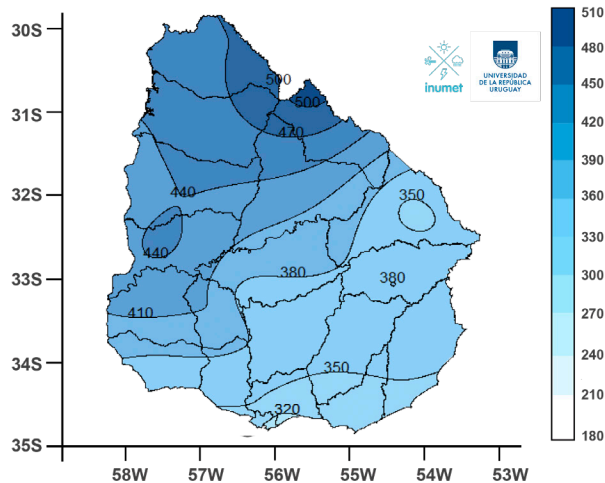 30S
31S
32S
33S
34S
35S
58W
57W
56W
55W
54W
53W
500
500
470
440
350
440
380
380
410
350
320
inumet
UNIVERSIDAD
DE LA REPÚBLICA
URUGUAY
510
480
450
420
390
360
330
300
270
240
210
180